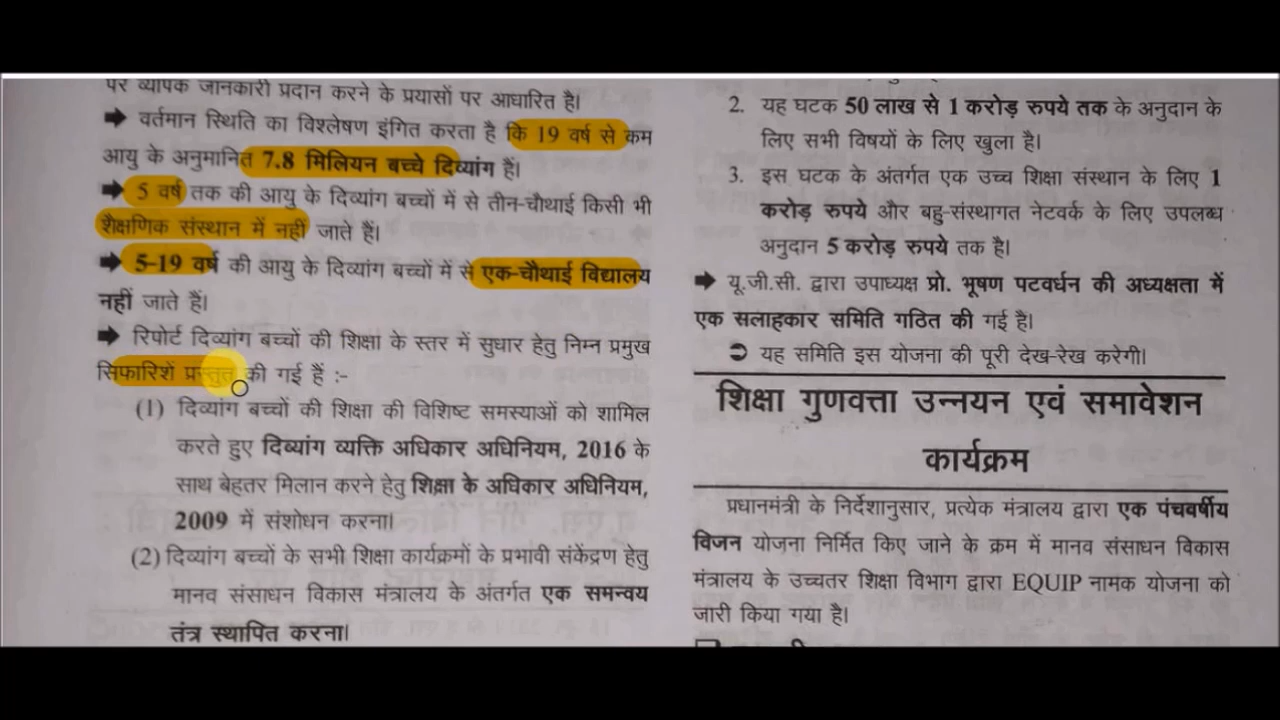 पर व्यापक जानकारी प्रदान करने के प्रयासों पर आधारित है।
➡ वर्तमान स्थिति का विश्लेषण इंगित करता है कि 19 वर्ष से कम
आयु के अनुमानित 7.8 मिलियन बच्चे दिव्यांग हैं।
➡ 5 वर्ष तक की आयु के दिव्यांग बच्चों में से तीन-चौथाई किसी भी
शैक्षणिक संस्थान में नहीं जाते हैं।
➡ 5-19 वर्ष की आयु के दिव्यांग बच्चों में से एक-चौथाई विद्यालय
नहीं जाते हैं।
➡ रिपोर्ट दिव्यांग बच्चों की शिक्षा के स्तर में सुधार हेतु निम्न प्रमुख
सिफारिशें प्रस्तुत की गई हैं :-
(1) दिव्यांग बच्चों की शिक्षा की विशिष्ट समस्याओं को शामिल
करते हुए दिव्यांग व्यक्ति अधिकार अधिनियम, 2016 के
साथ बेहतर मिलान करने हेतु शिक्षा के अधिकार अधिनियम,
2009 में संशोधन करना।
(2) दिव्यांग बच्चों के सभी शिक्षा कार्यक्रमों के प्रभावी संकेंद्रण हेतु
मानव संसाधन विकास मंत्रालय के अंतर्गत एक समन्वय
तंत्र स्थापित करना।
2. यह घटक 50 लाख से 1 करोड़ रुपये तक के अनुदान के
लिए सभी विषयों के लिए खुला है।
3. इस घटक के अंतर्गत एक उच्च शिक्षा संस्थान के लिए 1
करोड़ रुपये और बहु-संस्थागत नेटवर्क के लिए उपलब्ध
अनुदान 5 करोड़ रुपये तक है।
➡ यू.जी.सी. द्वारा उपाध्यक्ष प्रो. भूषण पटवर्धन की अध्यक्षता में
एक सलाहकार समिति गठित की गई है।
➲ यह समिति इस योजना की पूरी देख-रेख करेगी।
शिक्षा गुणवत्ता उन्नयन एवं समावेशन
कार्यक्रम
प्रधानमंत्री के निर्देशानुसार, प्रत्येक मंत्रालय द्वारा एक पंचवर्षीय
विजन योजना निर्मित किए जाने के क्रम में मानव संसाधन विकास
मंत्रालय के उच्चतर शिक्षा विभाग द्वारा EQUIP नामक योजना को
जारी किया गया है।